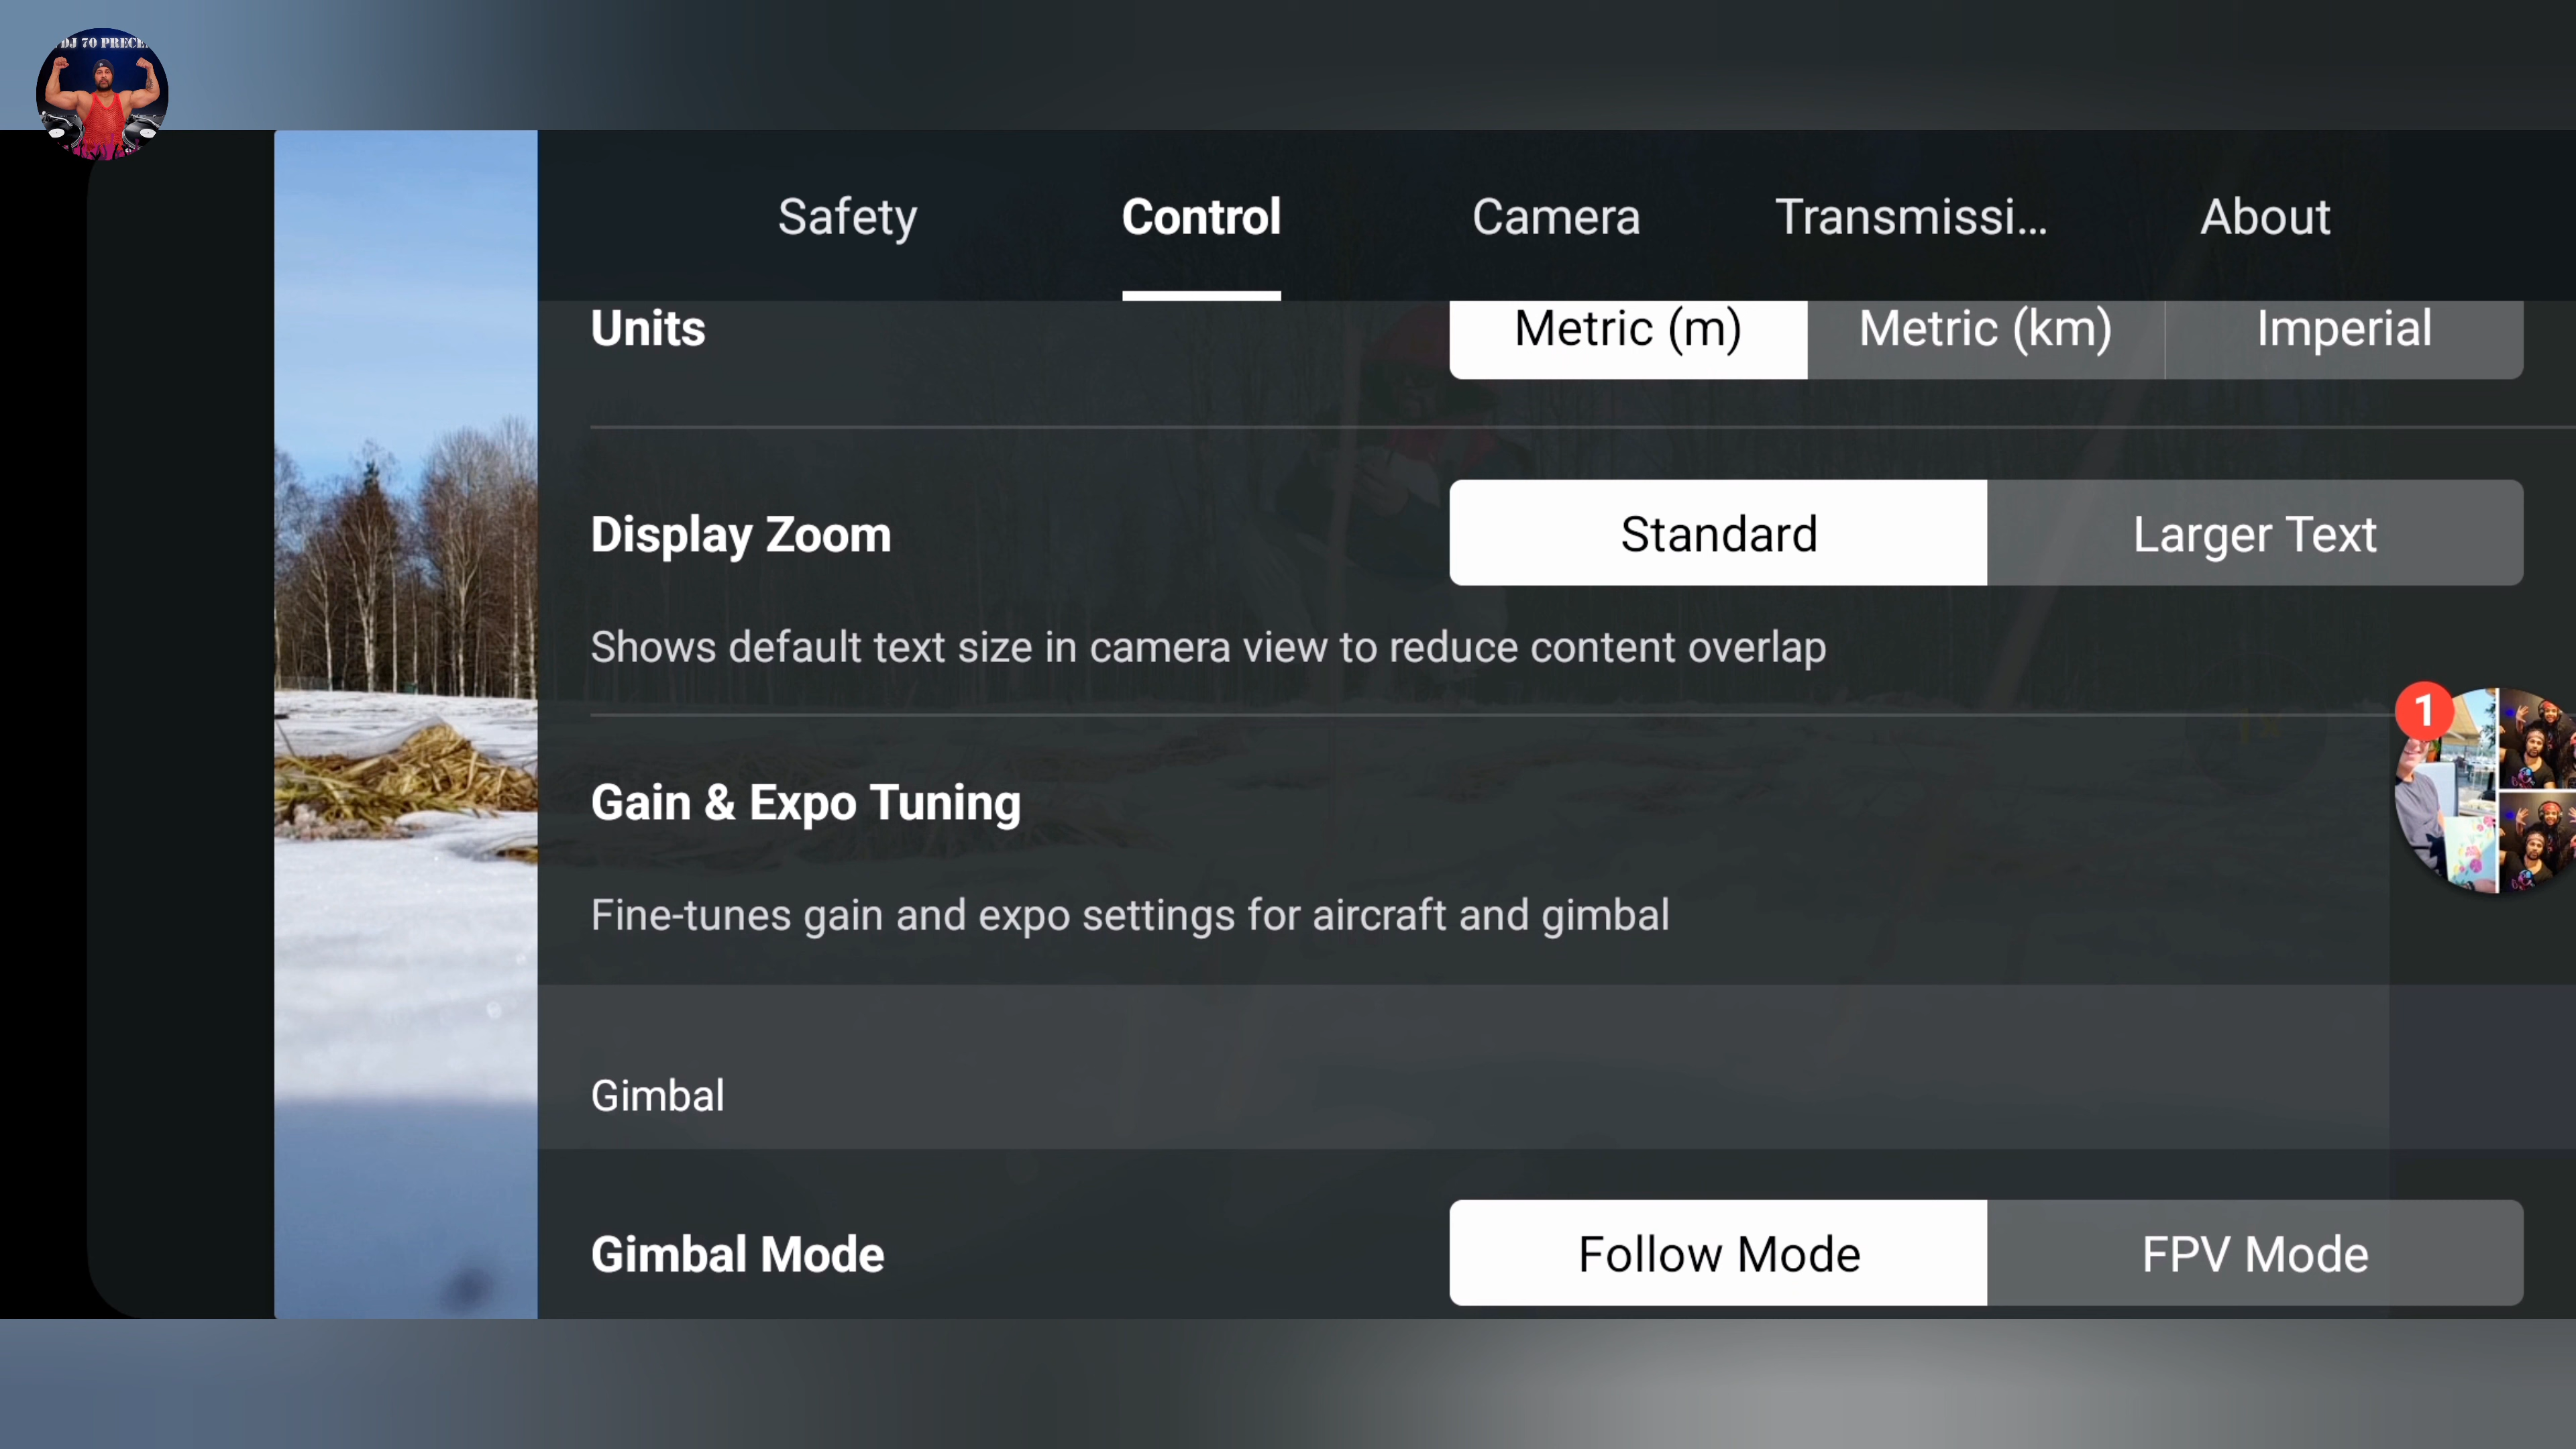 DJ 70 PRECE
Safety
Control
Camera
Transmissi...
About
Units
Metric (m)
Metric (km)
Imperial
Display Zoom
Standard
Larger Text
Shows default text size in camera view to reduce content overlap
1
Gain & Expo Tuning
Fine-tunes gain and expo settings for aircraft and gimbal
Gimbal
Gimbal Mode
Follow Mode
FPV Mode